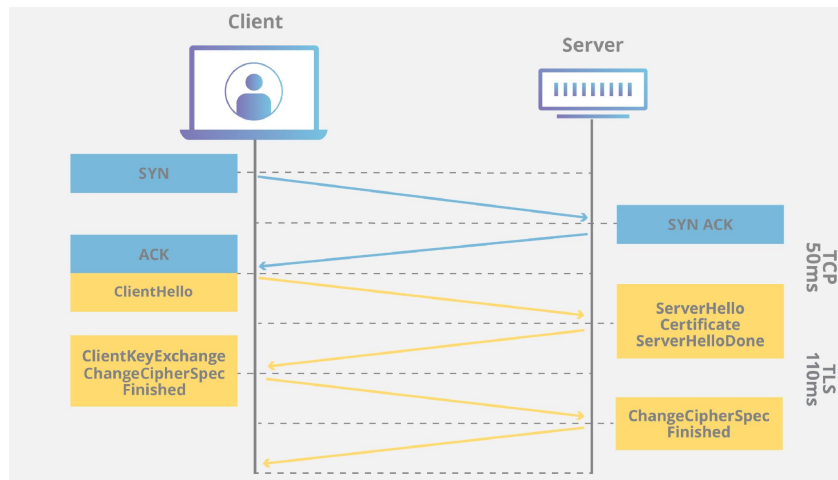 Client
Server
SYN
SYN ACK
ACK
ClientHello
TCP
50ms
ServerHello
Certificate
ServerHelloDone
ClientKeyExchange
ChangeCipherSpec
Finished
TLS
110ms
ChangeCipherSpec
Finished